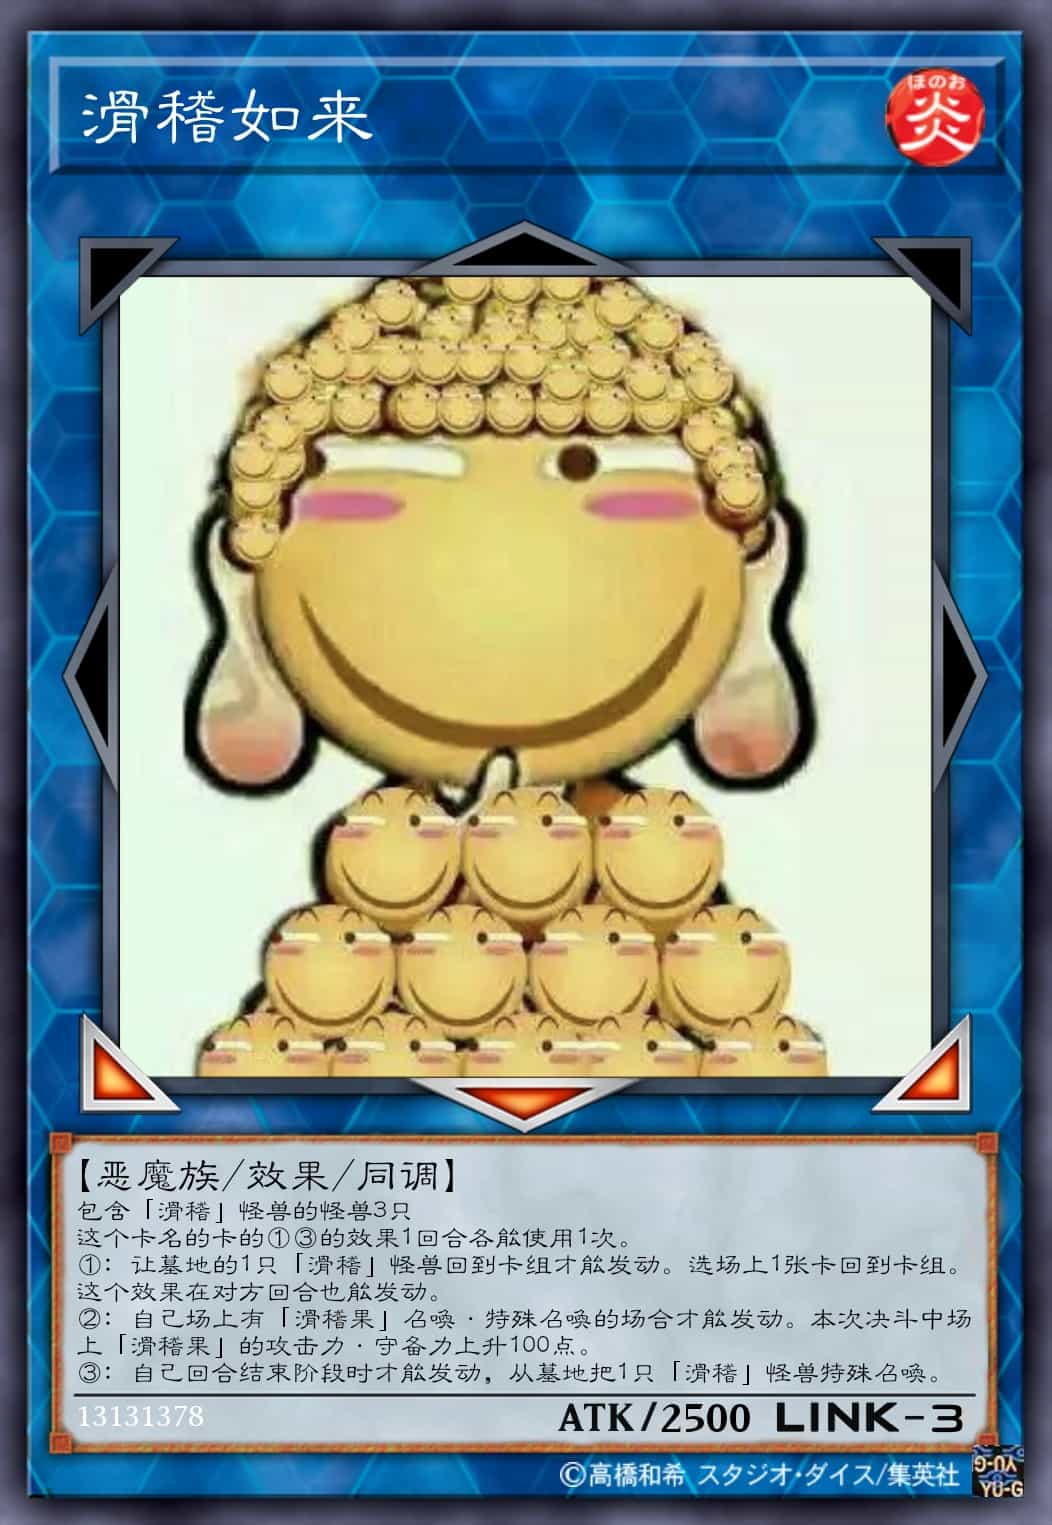 滑稽如来
ほのお
炎
【恶魔族/效果/同调】
包含「滑稽」怪兽的怪兽3只
这个卡名的卡的①③的效果1回合各能使用1次。
①：让墓地的1只「滑稽」怪兽回到卡组才能发动。选场上1张卡回到卡组。
这个效果在对方回合也能发动。
②：自己场上有「滑稽果」召唤·特殊召唤的场合才能发动。本次决斗中场
上「滑稽果」的攻击力·守备力上升100点。
③：自己回合结束阶段时才能发动，从墓地把1只「滑稽」怪兽特殊召唤。
13131378 ATK/2500 LINK-3
©高橋和希 スタジオ·ダイス/集英社